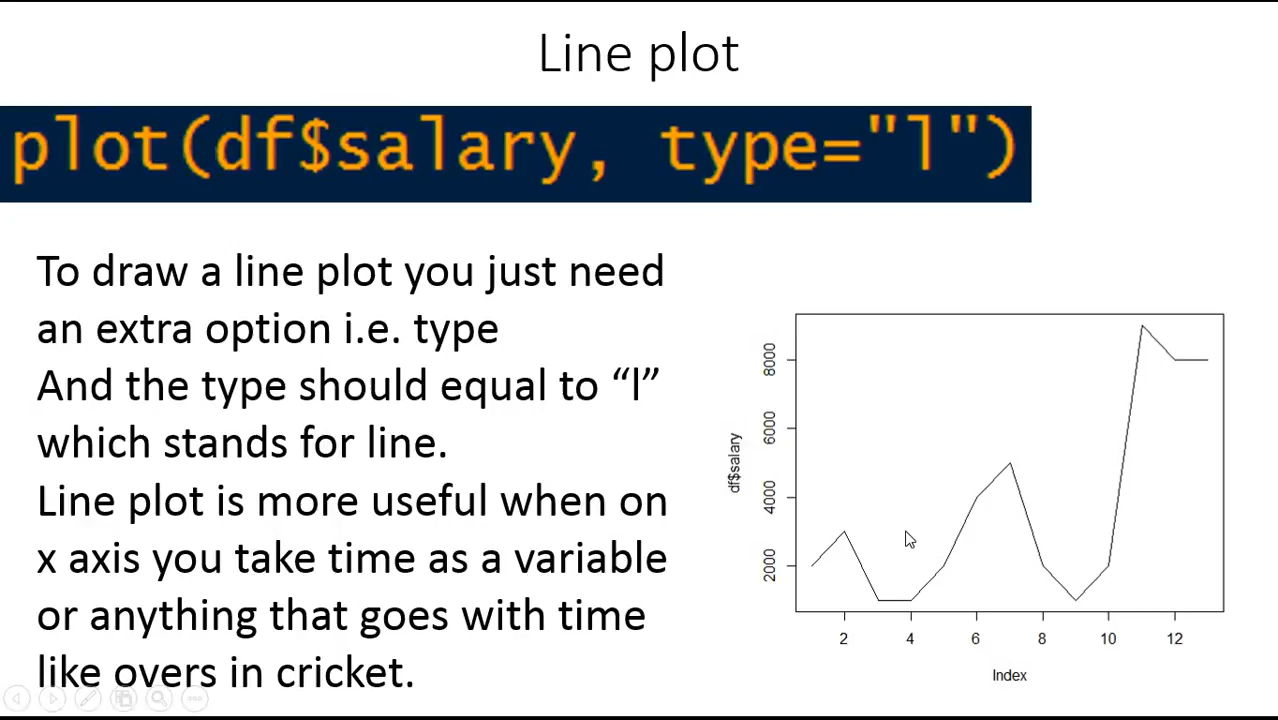 Line plot
plot(df$salary, type="l")
To draw a line plot you just need
an extra option i.e. type
And the type should equal to “l”
which stands for line.
Line plot is more useful when on
x axis you take time as a variable
or anything that goes with time
like overs in cricket.
df$salary
8000
6000
4000
2000
2 4 6 8 10 12
Index